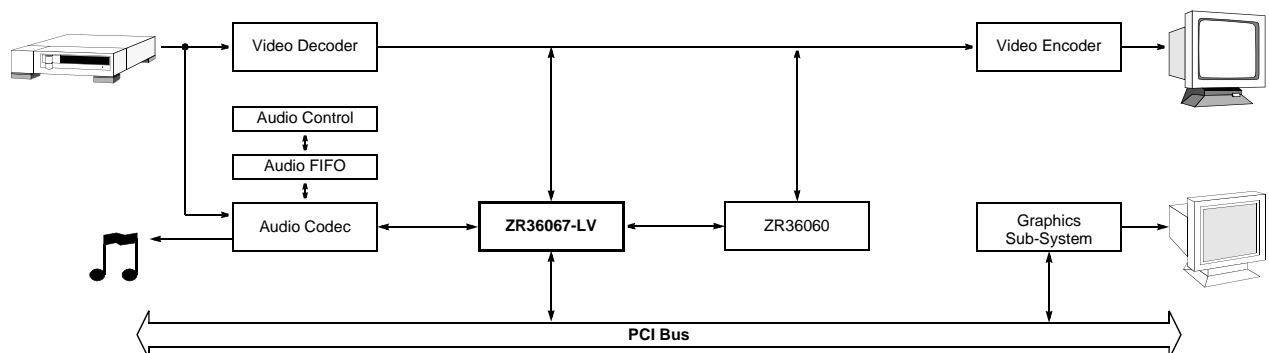 Video Decoder
Video Encoder
Audio Control
Audio FIFO
Audio Codec
ZR36067-LV
ZR36060
Graphics
Sub-System
PCI Bus